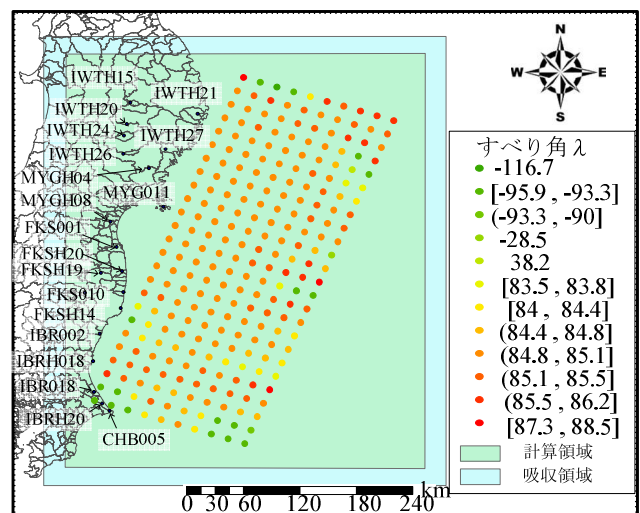 IWTH15
IWTH21
IWTH20
IWTH24
IWTH27
IWTH26
MYGH04
MYG011
MYGH08
FKS001
FKSH20
FKSH19
FKS010
FKSH14
IBR002
IBRH018
IBR018
IBRH20
CHB005
N
W E
S
すべり角λ
-116.7
[-95.9 , -93.3]
(-93.3 , -90]
-28.5
38.2
[83.5 , 83.8]
[84 , 84.4]
(84.4 , 84.8]
(84.8 , 85.1]
(85.1 , 85.5]
(85.5 , 86.2]
[87.3 , 88.5]
計算領域
吸収領域
km
0 30 60 120 180 240